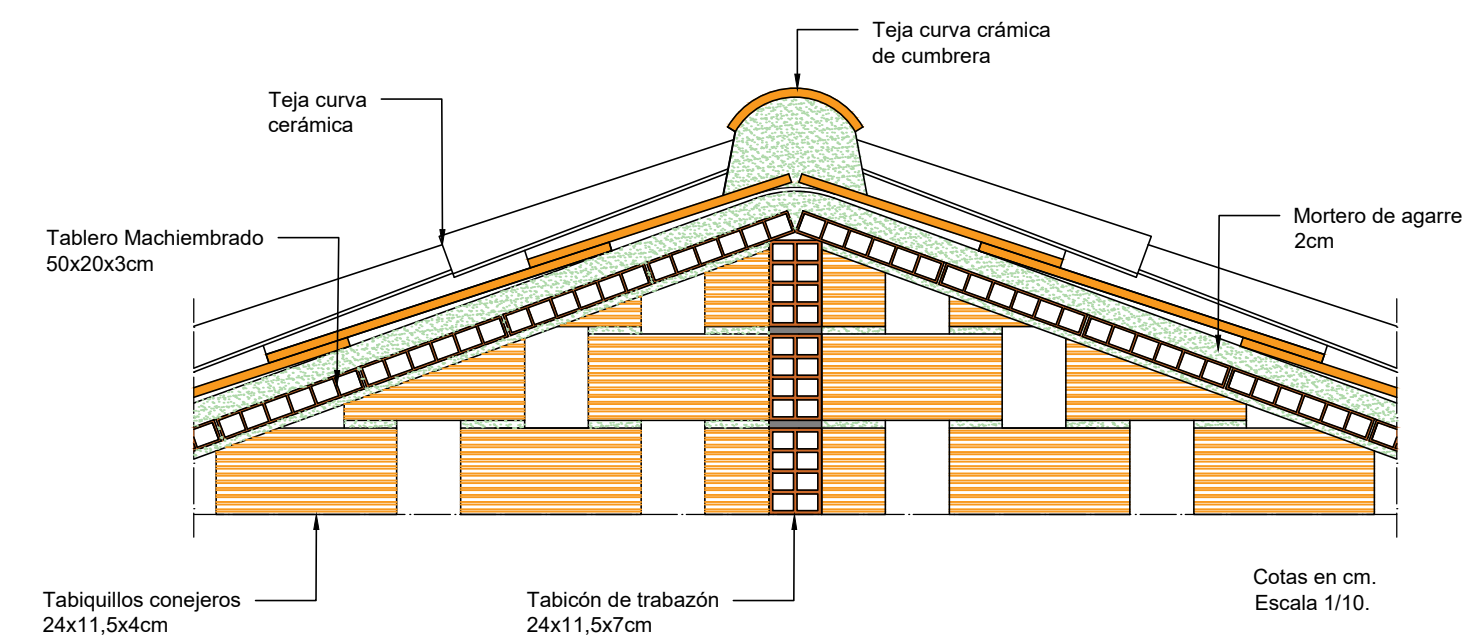 Teja curva crámica
de cumbrera
Teja curva
cerámica
Tablero Machiembrado
50x20x3cm
Mortero de agarre
2cm
Tabiquillos conejeros
24x11,5x4cm
Tabicón de trabazón
24x11,5x7cm
Cotas en cm.
Escala 1/10.